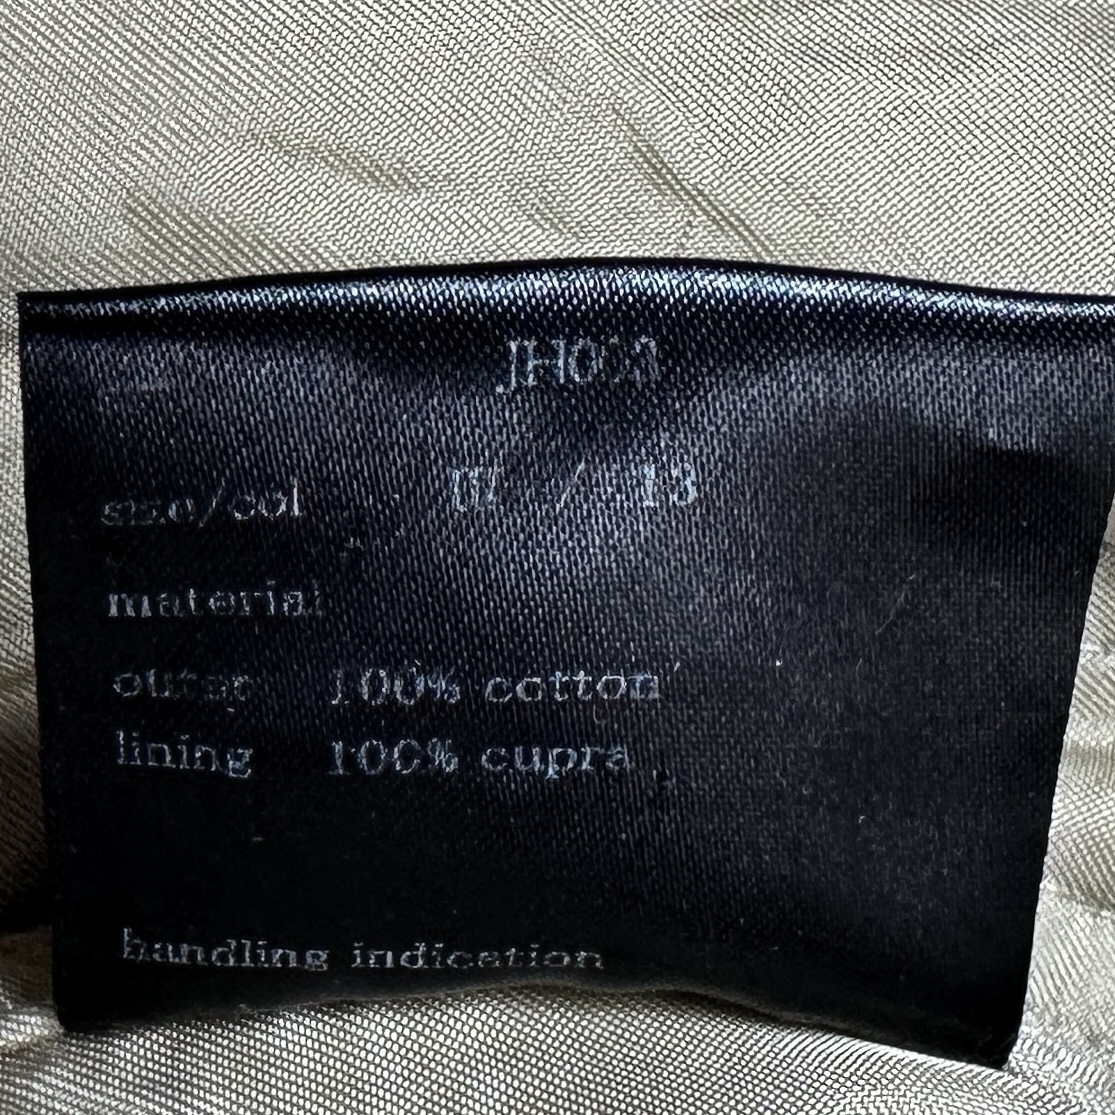 size/col
material
outer 100% cotton
lining 100% cupra
handling indication